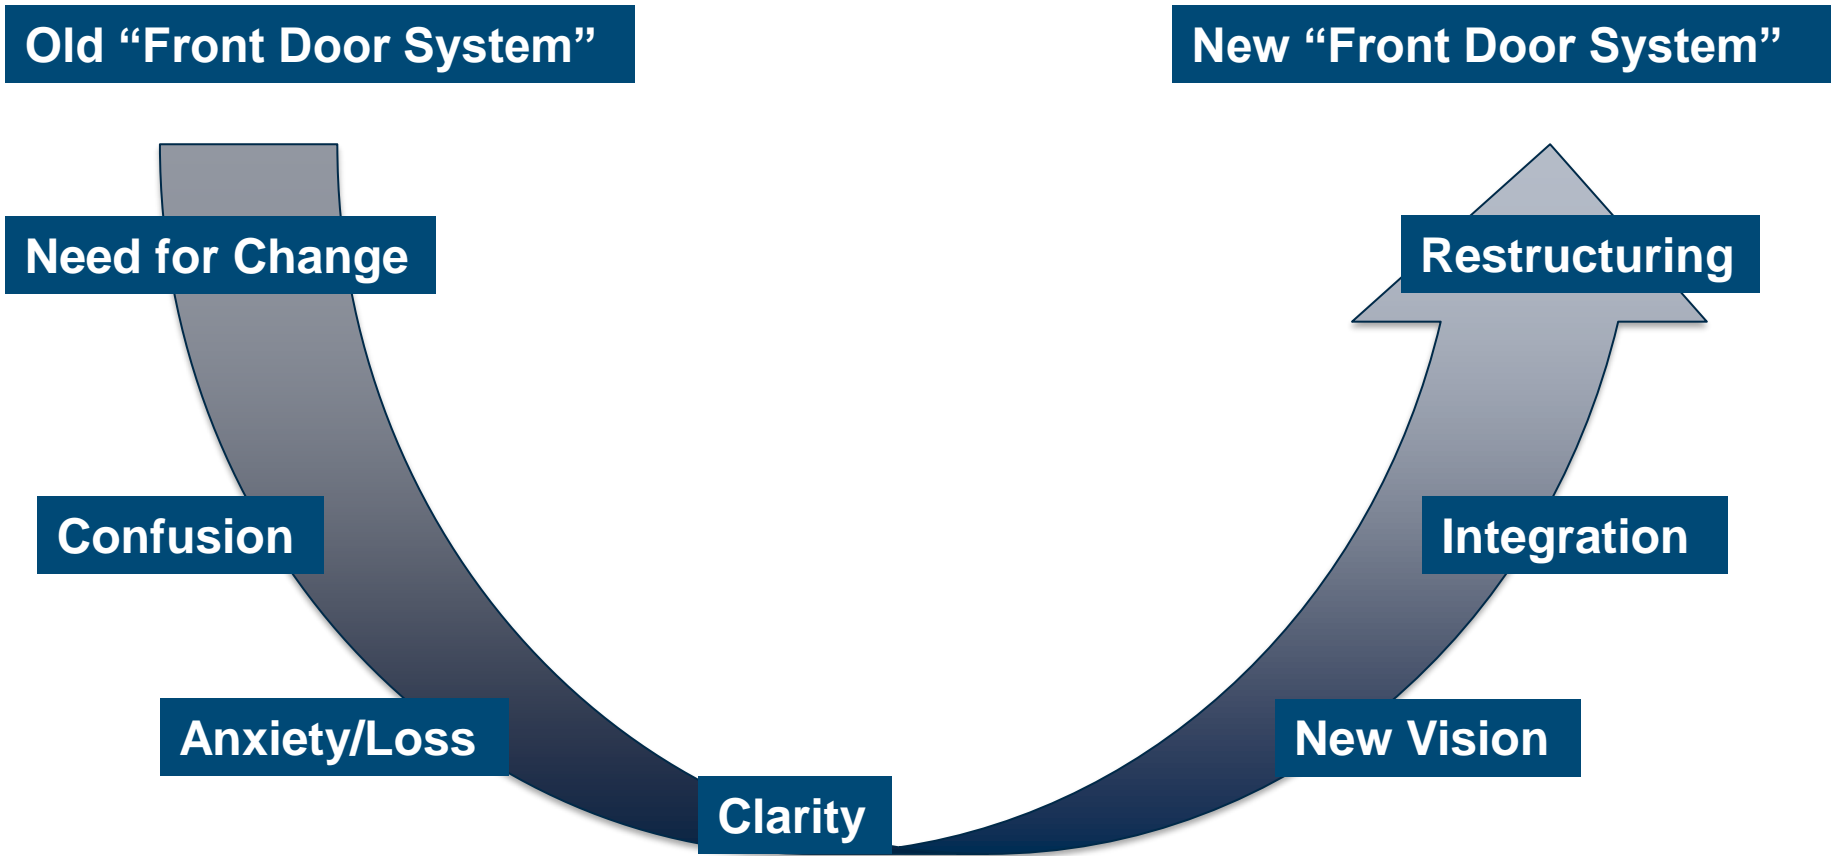 Old “Front Door System”
New “Front Door System”
Need for Change
Restructuring
Confusion
Integration
Anxiety/Loss
New Vision
Clarity